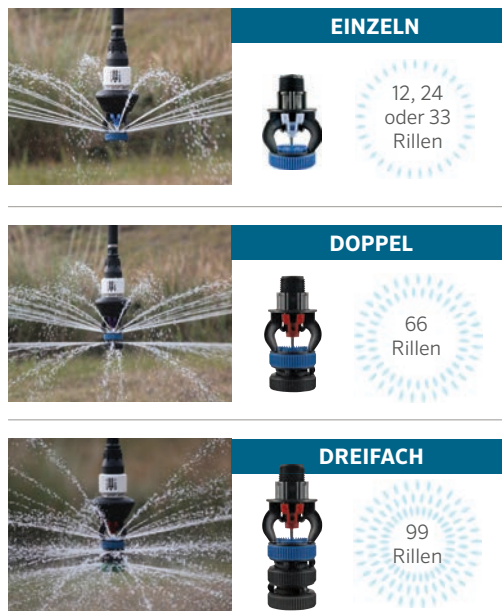 EINZELN
12, 24
oder 33
Rillen
DOPPEL
66
Rillen
DREIFACH
99
Rillen